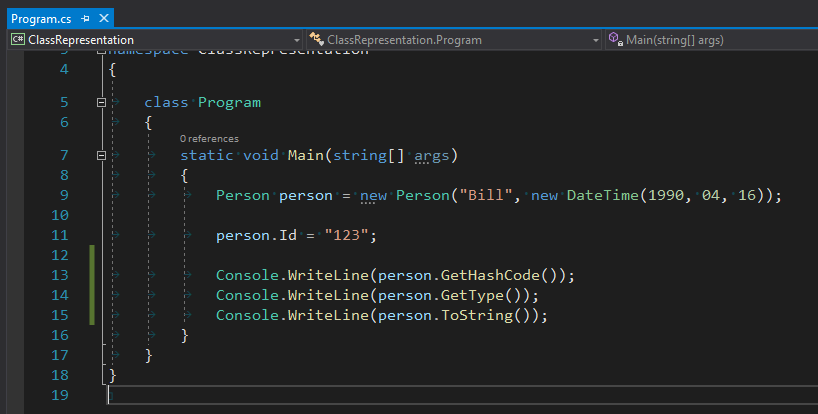 Program.cs
C# ClassRepresentation
ClassRepresentation.Program
Main(string[] args)
3 namespace ClassRepresentation
4 {
5 class Program
6 {
0 references
7 static void Main(string[] args)
8 {
9 Person person = new Person("Bill", new DateTime(1990, 04, 16));
10
11 person.Id = "123";
12
13 Console.WriteLine(person.GetHashCode());
14 Console.WriteLine(person.GetType());
15 Console.WriteLine(person.ToString());
16 }
17 }
18 }
19